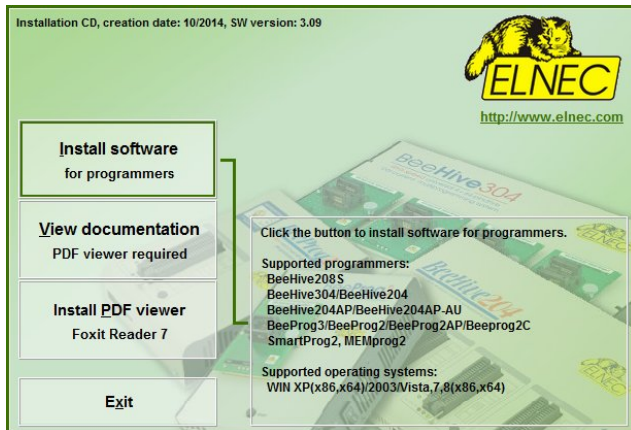 Installation CD, creation date: 10/2014, SW version: 3.09
ELNEC
http://www.elnec.com
Install software
for programmers
View documentation
PDF viewer required
Install PDF viewer
Foxit Reader 7
Exit
BeeHive304
BeeHive204
ELNEC
ELNEC
Click the button to install software for programmers.
Supported programmers:
BeeHive208S
BeeHive304/BeeHive204
BeeHive204AP/BeeHive204AP-AU
BeeProg3/BeeProg2/BeeProg2AP/Beeprog2C
SmartProg2, MEMprog2
Supported operating systems:
WIN XP(x86,x64)/2003/Vista,7,8(x86,x64)